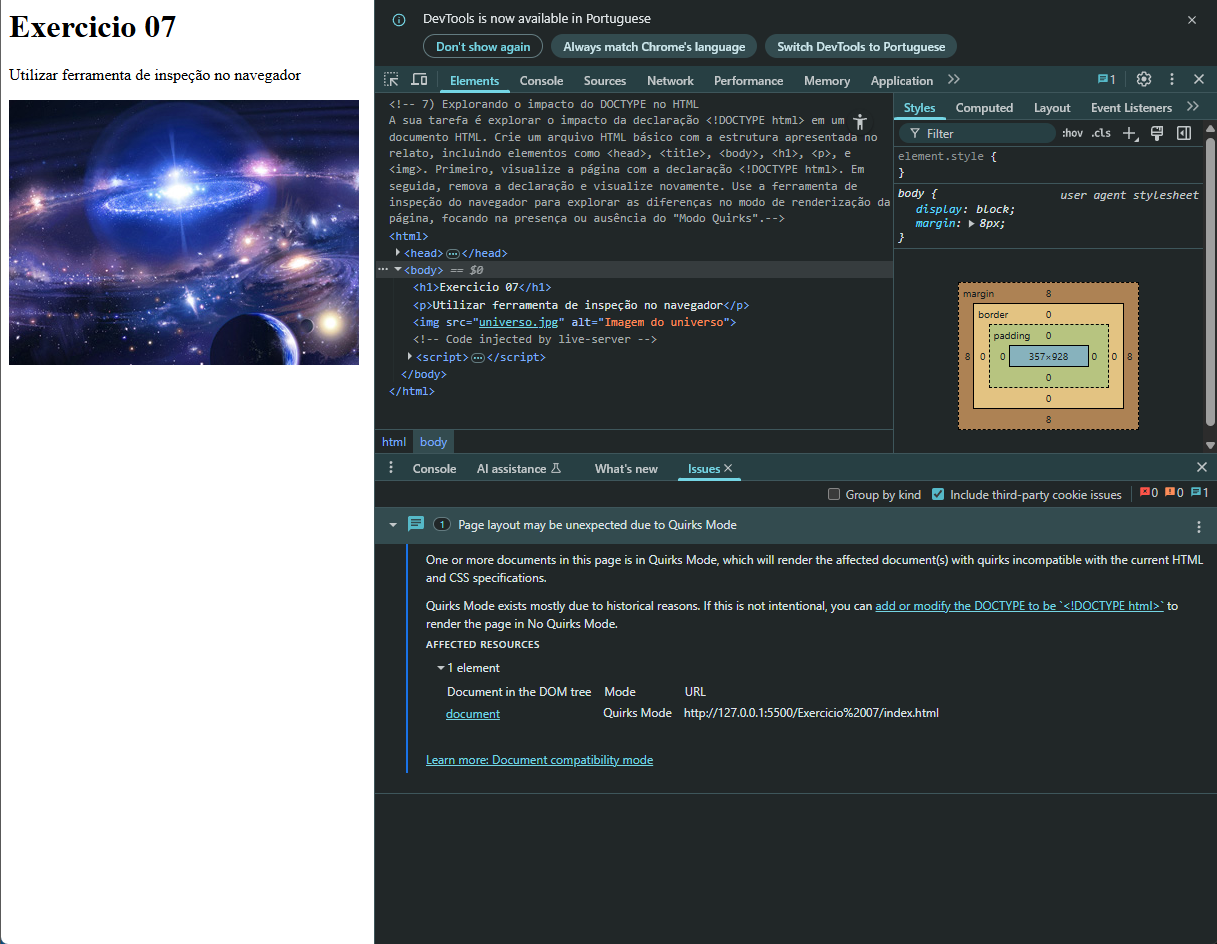 Exercicio 07
Utilizar ferramenta de inspeção no navegador
DevTools is now available in Portuguese
Don't show again
Always match Chrome's language
Switch DevTools to Portuguese
Elements
Console
Sources
Network
Performance
Memory
Application
1
<!-- 7) Explorando o impacto do DOCTYPE no HTML
A sua tarefa é explorar o impacto da declaração <!DOCTYPE html> em um
documento HTML. Crie um arquivo HTML básico com a estrutura apresentada no
relato, incluindo elementos como <head>, <title>, <body>, <h1>, <p>, e
<img>. Primeiro, visualize a página com a declaração <!DOCTYPE html>. Em
seguida, remova a declaração e visualize novamente. Use a ferramenta de
inspeção do navegador para explorar as diferenças no modo de renderização da
página, focando na presença ou ausência do "Modo Quirks".-->
<html>
<head>…</head>
<body> == $0
<h1>Exercicio 07</h1>
<p>Utilizar ferramenta de inspeção no navegador</p>
<img src="universo.jpg" alt="Imagem do universo">
<!-- Code injected by live-server -->
<script>…</script>
</body>
</html>
html body
Styles
Computed
Layout
Event Listeners
Filter
:hov
.cls
element.style {
}
body {
user agent stylesheet
display: block;
margin: 8px;
}
margin 8
border 0
padding 0
8 0 0 357×928 0 0 8
0
0
8
Console
AI assistance
What's new
Issues
Group by kind
Include third-party cookie issues
0
0
1
1 Page layout may be unexpected due to Quirks Mode
One or more documents in this page is in Quirks Mode, which will render the affected document(s) with quirks incompatible with the current HTML
and CSS specifications.
Quirks Mode exists mostly due to historical reasons. If this is not intentional, you can add or modify the DOCTYPE to be `<!DOCTYPE html>` to
render the page in No Quirks Mode.
AFFECTED RESOURCES
1 element
Document in the DOM tree Mode URL
document Quirks Mode http://127.0.0.1:5500/Exercicio%2007/index.html
Learn more: Document compatibility mode